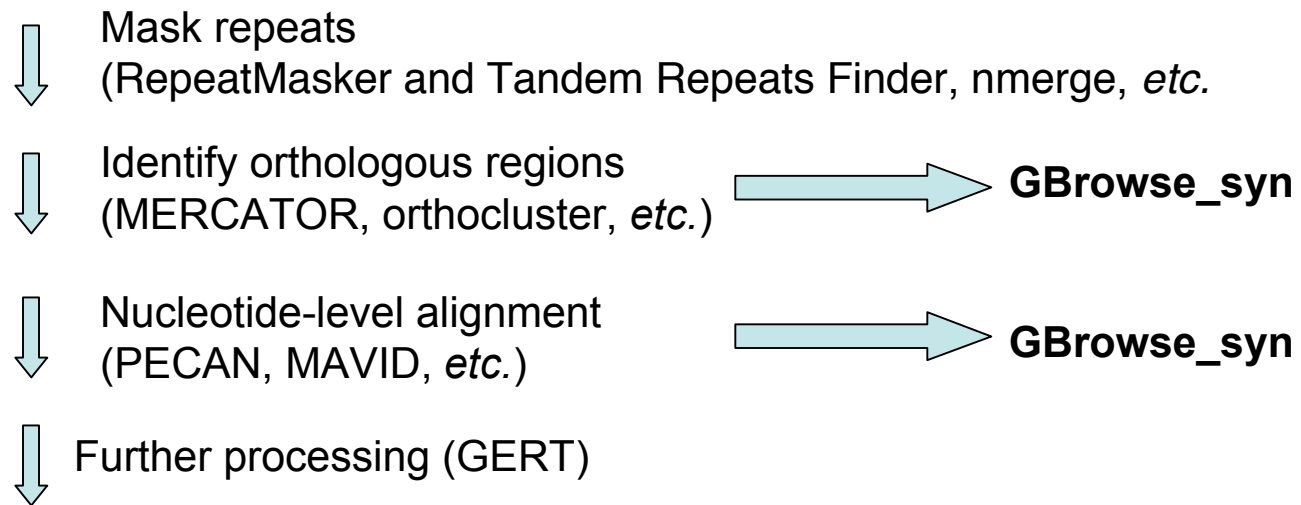 Mask repeats
(RepeatMasker and Tandem Repeats Finder, nmerge, etc.
Identify orthologous regions
(MERCATOR, orthocluster, etc.)
GBrowse_syn
Nucleotide-level alignment
(PECAN, MAVID, etc.)
GBrowse_syn
Further processing (GERT)